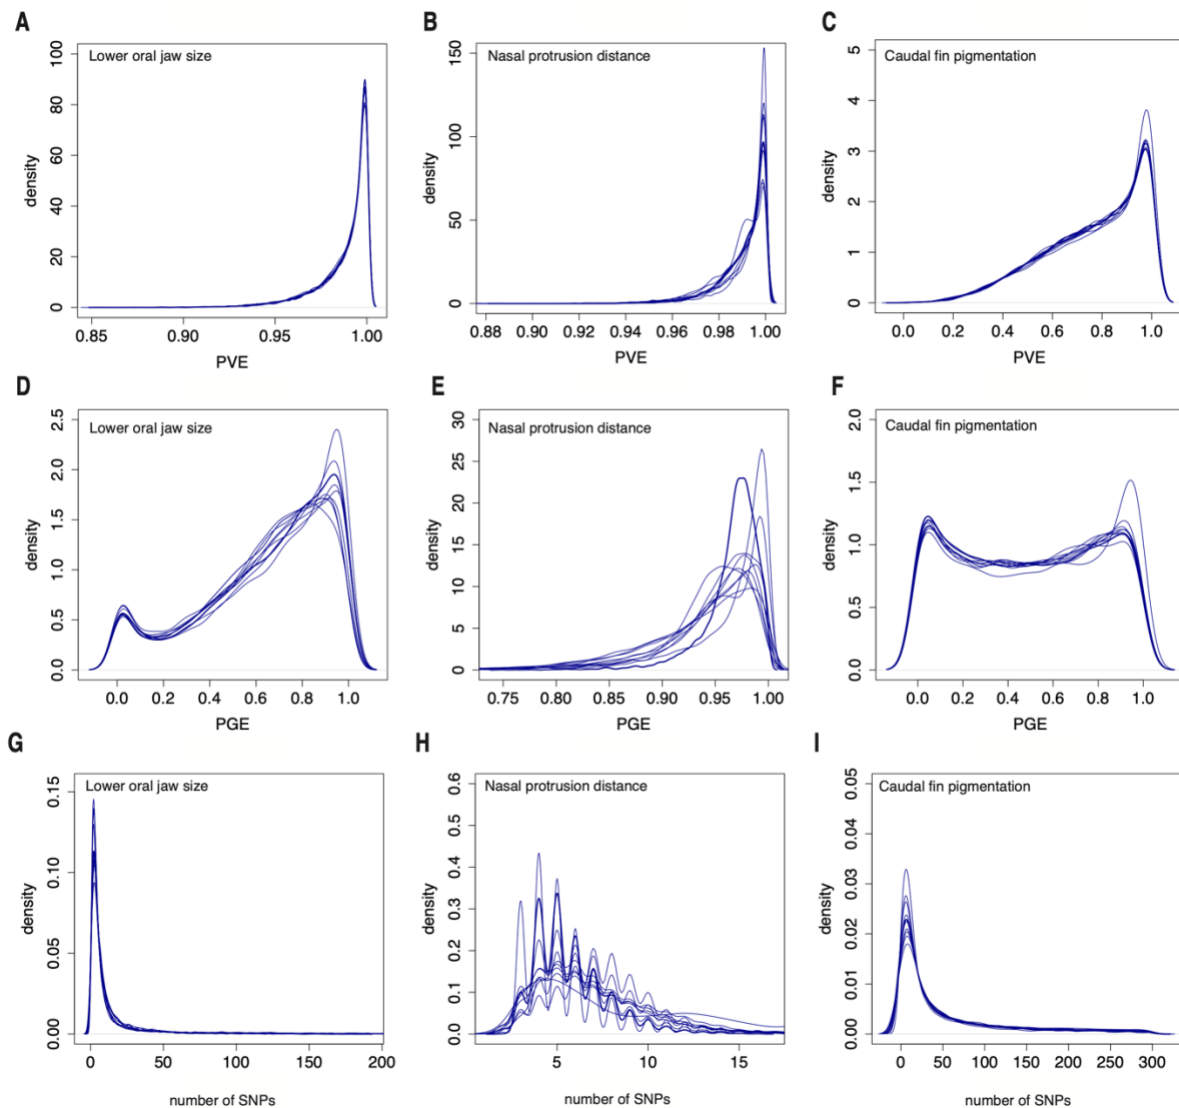 A
Lower oral jaw size
100
80
60
40
20
0
density
0.85 0.90 0.95 1.00
PVE
B
Nasal protrusion distance
150
100
50
0
density
0.88 0.90 0.92 0.94 0.96 0.98 1.00
PVE
C
Caudal fin pigmentation
5
4
3
2
1
0
density
0.0 0.2 0.4 0.6 0.8 1.0
PVE
D
Lower oral jaw size
2.5
2.0
1.5
1.0
0.5
0.0
density
0.0 0.2 0.4 0.6 0.8 1.0
PGE
E
Nasal protrusion distance
30
25
20
15
10
5
0
density
0.75 0.80 0.85 0.90 0.95 1.00
PGE
F
Caudal fin pigmentation
2.0
1.5
1.0
0.5
0.0
density
0.0 0.2 0.4 0.6 0.8 1.0
PGE
G
Lower oral jaw size
0.15
0.10
0.05
0.00
density
0 50 100 150 200
number of SNPs
H
Nasal protrusion distance
0.6
0.5
0.4
0.3
0.2
0.1
0.0
density
5 10 15
number of SNPs
I
Caudal fin pigmentation
0.05
0.04
0.03
0.02
0.01
0.00
density
0 50 100 150 200 250 300
number of SNPs